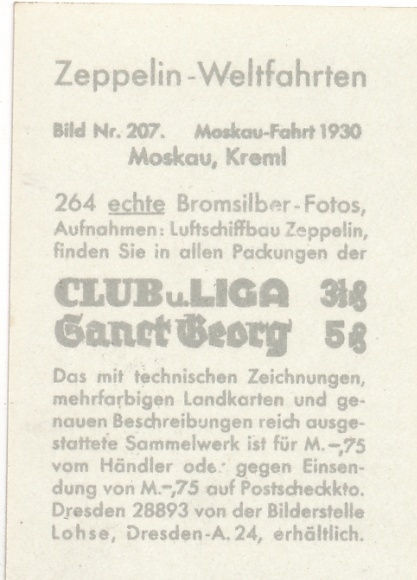 Zeppelin-Weltfahrten
Bild Nr. 207. Moskau-Fahrt 1930
Moskau, Kreml
264 echte Bromsilber-Fotos,
Aufnahmen: Luftschiffbau Zeppelin,
finden Sie in allen Packungen der
CLUB u. LIGA 3⅓₰
Sanct Georg 5₰
Das mit technischen Zeichnungen,
mehrfarbigen Landkarten und ge-
nauen Beschreibungen reich ausge-
stattete Sammelwerk ist für M.-,75
vom Händler oder gegen Einsen-
dung von M.-,75 auf Postscheckkto.
Dresden 28893 von der Bilderstelle
Lohse, Dresden-A. 24, erhältlich.